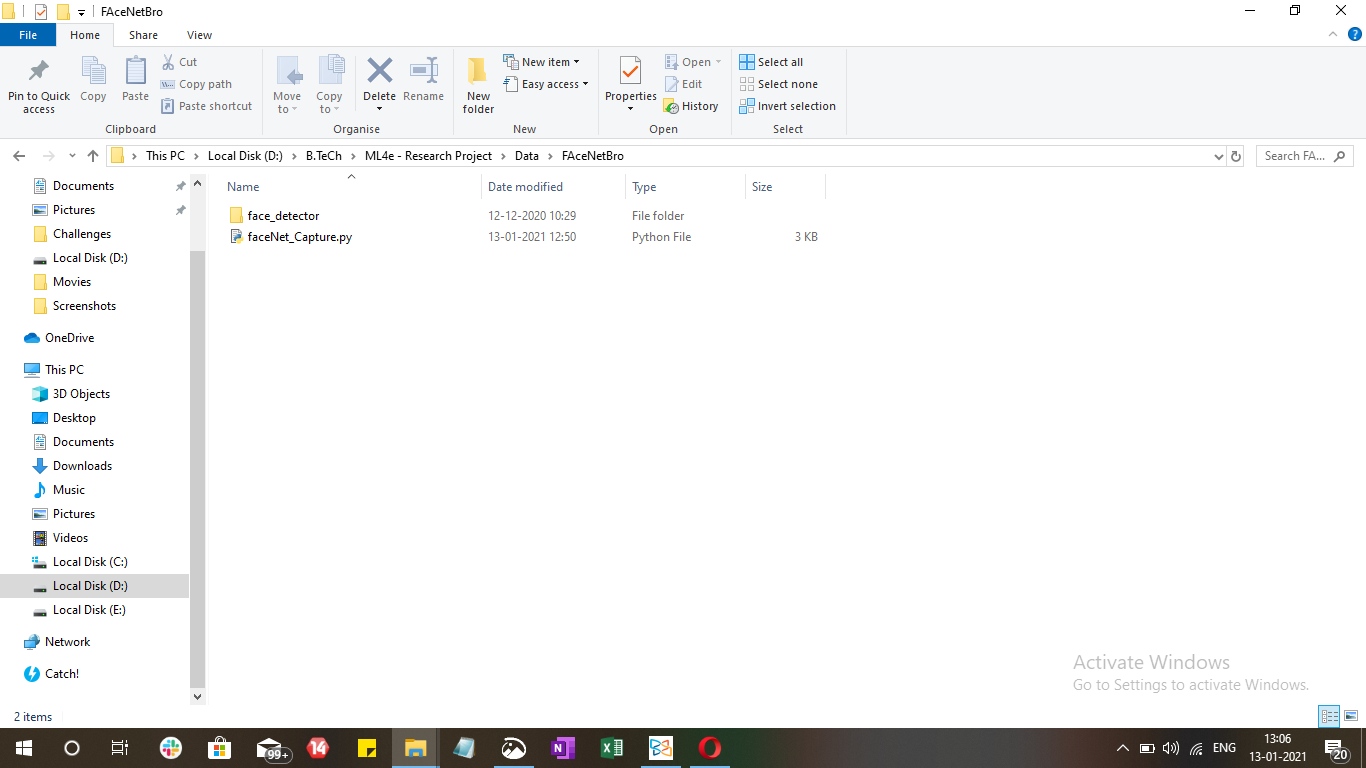 FAceNetBro
File Home Share View
Pin to Quick access
Copy
Paste
Cut
Copy path
Paste shortcut
Clipboard
Move to
Copy to
Delete
Rename
Organise
New folder
New item
Easy access
New
Properties
Open
Edit
History
Open
Select all
Select none
Invert selection
Select
This PC Local Disk (D:) B.TeCh ML4e - Research Project Data FAceNetBro
Search FA...
Documents
Pictures
Challenges
Local Disk (D:)
Movies
Screenshots
OneDrive
This PC
3D Objects
Desktop
Documents
Downloads
Music
Pictures
Videos
Local Disk (C:)
Local Disk (D:)
Local Disk (E:)
Network
Catch!
Name Date modified Type Size
face_detector 12-12-2020 10:29 File folder
faceNet_Capture.py 13-01-2021 12:50 Python File 3 KB
Activate Windows
Go to Settings to activate Windows.
2 items
99+
14
ENG
13:06
13-01-2021
20